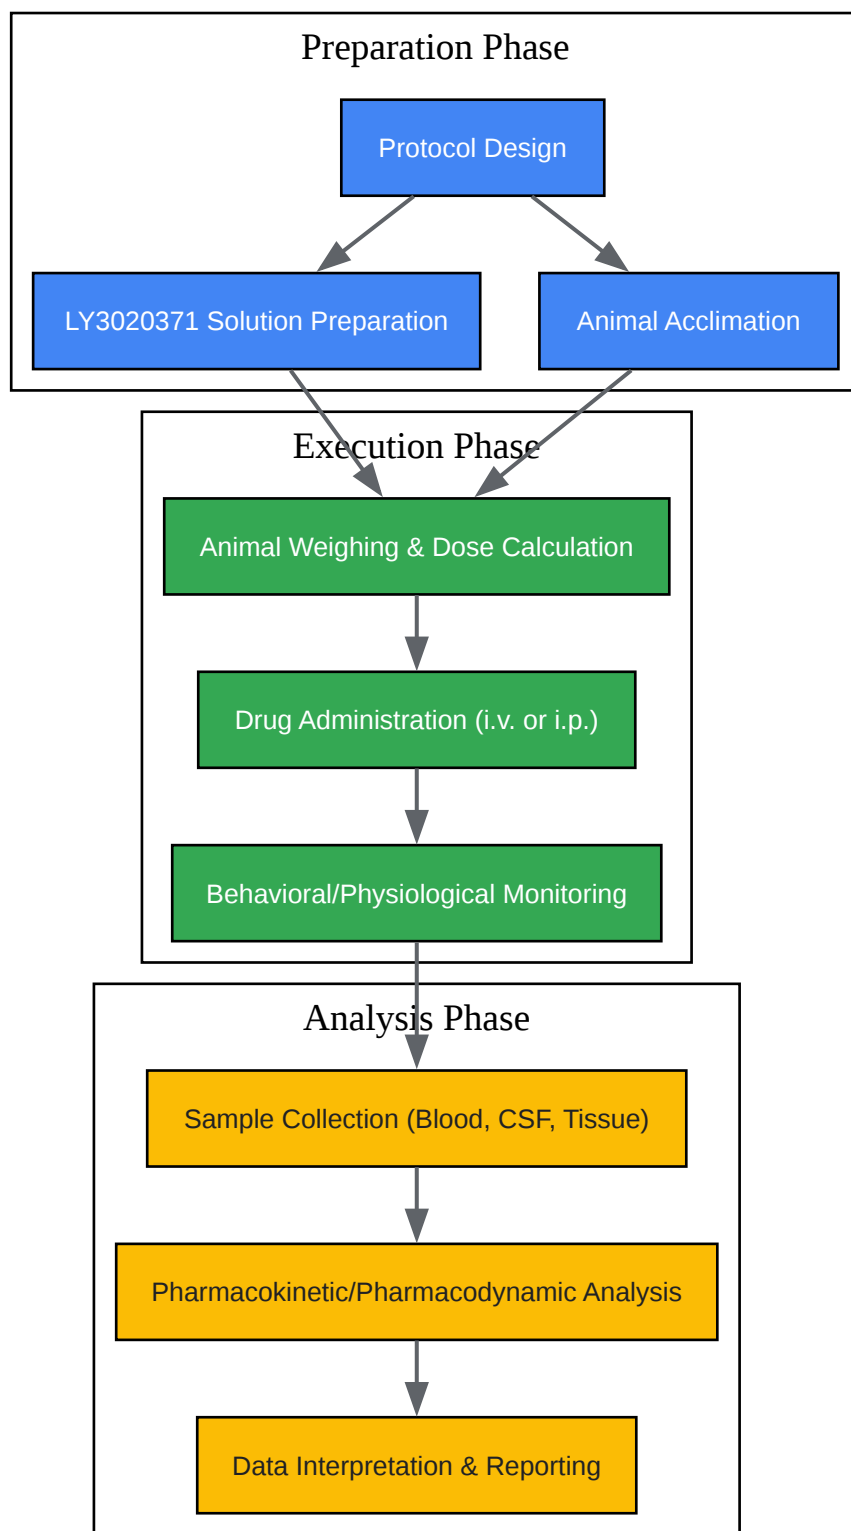 Preparation Phase
Protocol Design
LY3020371 Solution Preparation
Animal Acclimation
Execution Phase
Animal Weighing & Dose Calculation
Drug Administration (i.v. or i.p.)
Behavioral/Physiological Monitoring
Analysis Phase
Sample Collection (Blood, CSF, Tissue)
Pharmacokinetic/Pharmacodynamic Analysis
Data Interpretation & Reporting